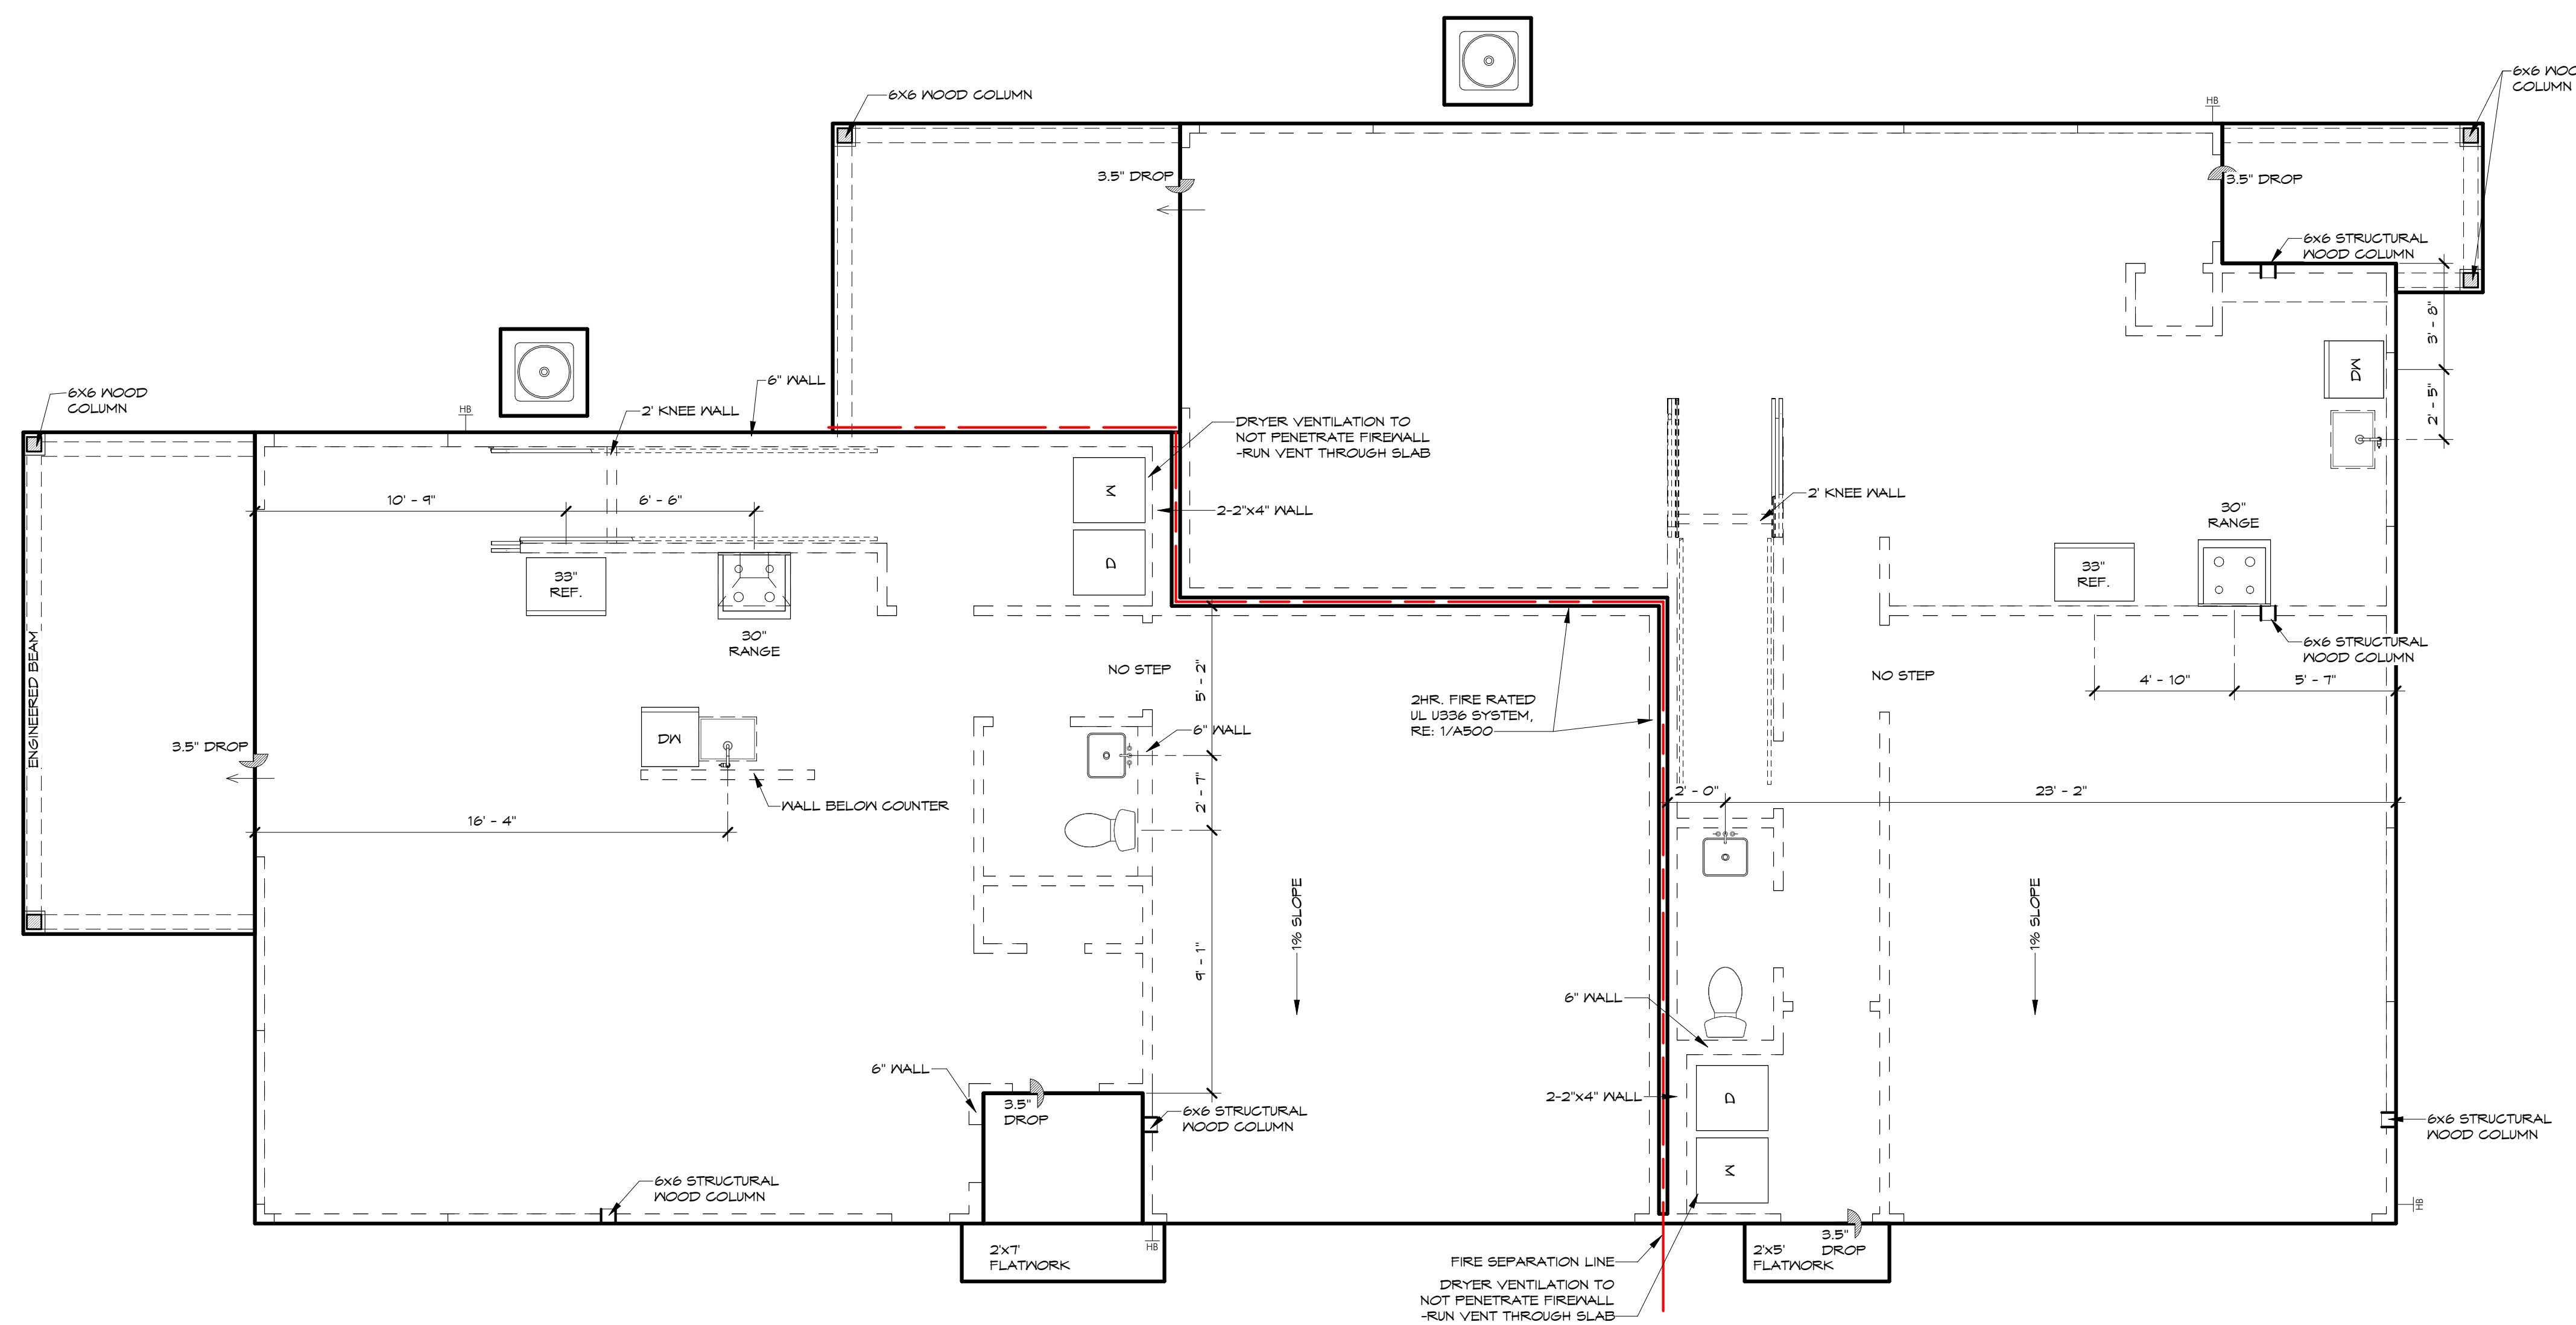 6X6 WOOD COLUMN
HB
6x6 WOO
COLUMN
3.5" DROP
3.5" DROP
6x6 STRUCTURAL
WOOD COLUMN
3' - 8"
DW
2' - 5"
6X6 WOOD
COLUMN
HB
2' KNEE WALL
6" WALL
DRYER VENTILATION TO
NOT PENETRATE FIREWALL
-RUN VENT THROUGH SLAB
10' - 9"
6' - 6"
W
D
2-2"x4" WALL
2' KNEE WALL
33"
REF.
30"
RANGE
30"
RANGE
33"
REF.
6x6 STRUCTURAL
WOOD COLUMN
4' - 10"
5' - 7"
NO STEP
5' - 2"
NO STEP
2HR. FIRE RATED
UL U336 SYSTEM,
RE: 1/A500
ENGINEERED BEAM
3.5" DROP
DW
6" WALL
2' - 7"
WALL BELOW COUNTER
16' - 4"
2' - 0"
23' - 2"
9' - 1"
1% SLOPE
1% SLOPE
6" WALL
6" WALL
3.5"
DROP
6x6 STRUCTURAL
WOOD COLUMN
2-2"x4" WALL
D
W
6x6 STRUCTURAL
WOOD COLUMN
6x6 STRUCTURAL
WOOD COLUMN
HB
2'x7'
FLATWORK
HB
FIRE SEPARATION LINE
2'x5'
FLATWORK
3.5"
DROP
DRYER VENTILATION TO
NOT PENETRATE FIREWALL
-RUN VENT THROUGH SLAB